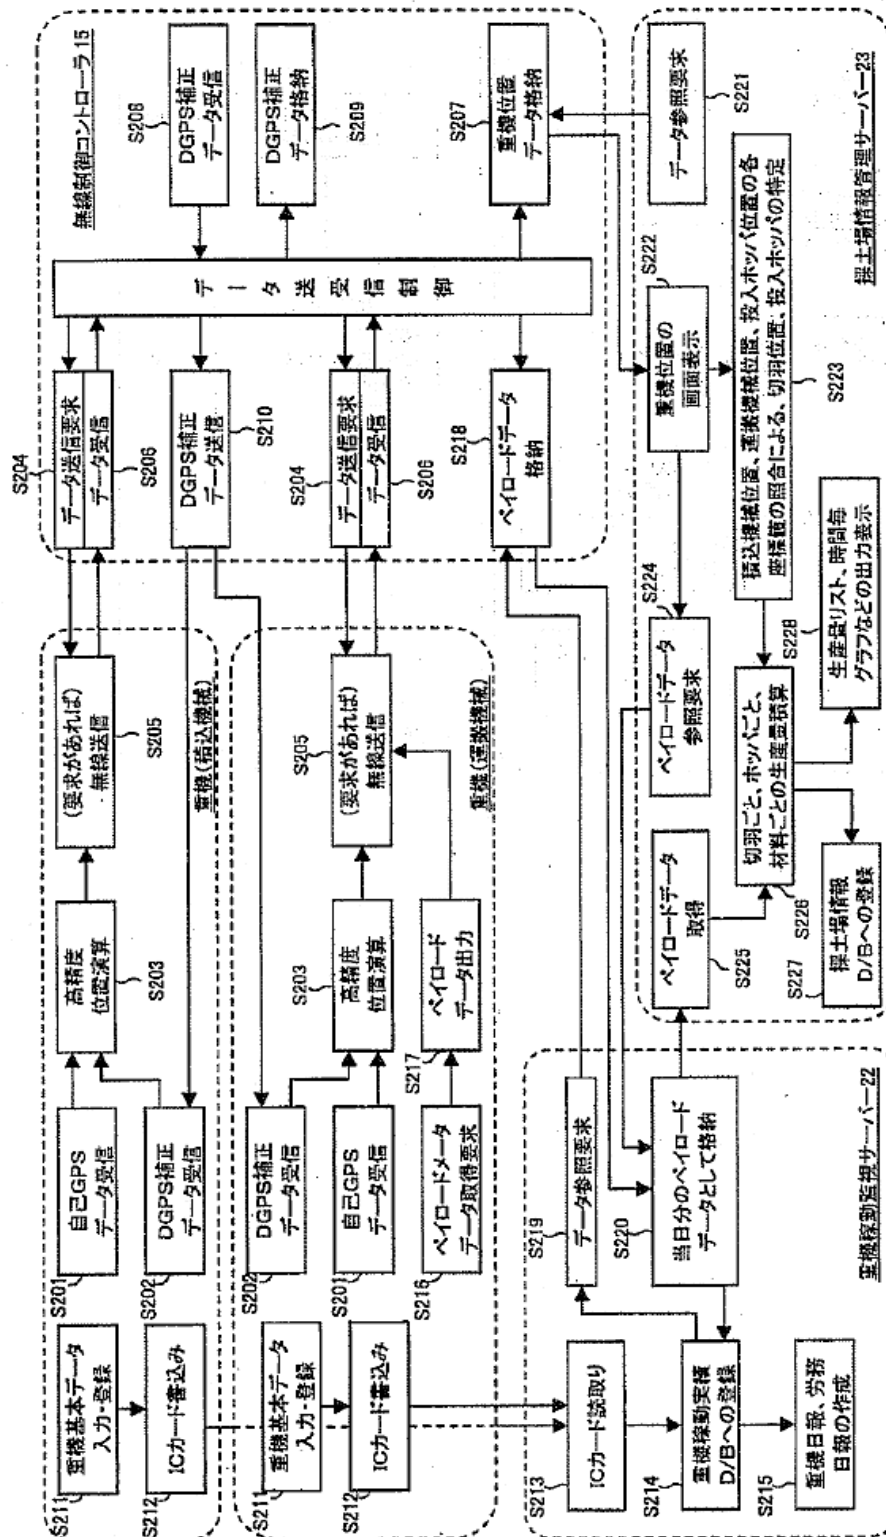 S211
重機基本データ
入力・登録
S212
ICカード書込み
S201
自己GPS
データ受信
S202
DGPS補正
データ受信
高精度
位置演算
S203
(要求があれば)
無線送信
S205
重機(積込機械)
S211
重機基本データ
入力・登録
S212
ICカード書込み
S202
DGPS補正
データ受信
S201
自己GPS
データ受信
S216
ペイロードメータ
データ取得要求
S203
高精度
位置演算
S217
ペイロード
データ出力
S205
(要求があれば)
無線送信
重機(運搬機械)
無線制御コントローラ15
S204
データ送信要求
データ受信
S206
DGPS補正
データ送信
S210
S204
データ送信要求
データ受信
S206
S218
ペイロードデータ
格納
データ送受信制御
S208
DGPS補正
データ受信
DGPS補正
データ格納
S209
S207
重機位置
データ格納
S213
ICカード読取り
S214
重機稼動実積
D/Bへの登録
S215
重機日報、労務
日報の作成
S219
データ参照要求
S220
当日分のペイロード
データとして格納
重機稼動監視サーバー22
データ参照要求
S221
S222
重機位置の
画面表示
積込機械位置、運搬機械位置、投入ホッパ位置の各
座標値の照合による、切羽位置、投入ホッパの特定
S223
S224
ペイロードデータ
参照要求
ペイロードデータ
取得
S225
切羽ごと、ホッパごと、
材料ごとの生産量積算
S226
S227
採土場情報
D/Bへの登録
S228
生産量リスト、時間毎
グラフなどの出力表示
採土場情報管理サーバー23